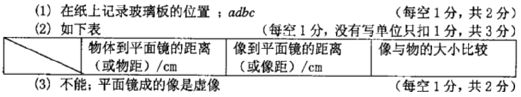 (1) 在纸上记录玻璃板的位置；adbc （每空1分，共2分）
(2) 如下表 （每空1分，没有写单位只扣1分，共3分）
物体到平面镜的距离（或物距）/cm 像到平面镜的距离（或像距）/cm 像与物的大小比较
(3) 不能；平面镜成的像是虚像 （每空1分，共2分）